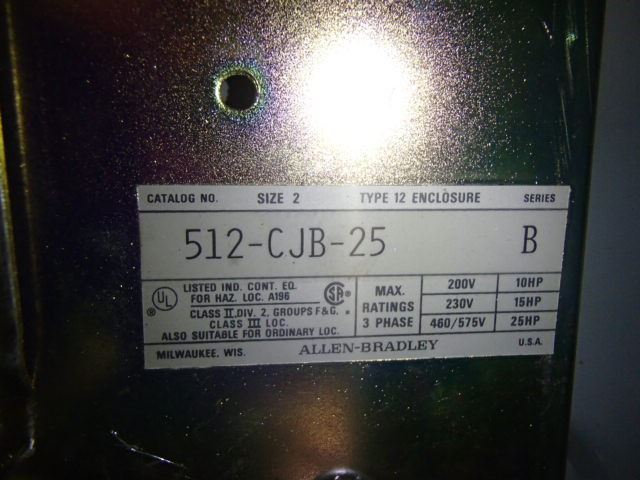 CATALOG NO. SIZE 2 TYPE 12 ENCLOSURE SERIES
512-CJB-25 B
UL LISTED IND. CONT. EQ. SA
FOR HAZ. LOC. A196
CLASS II, DIV. 2, GROUPS F&G.
CLASS III LOC.
ALSO SUITABLE FOR ORDINARY LOC.
MAX. RATINGS 3 PHASE
200V 10HP
230V 15HP
460/575V 25HP
MILWAUKEE, WIS. ALLEN-BRADLEY U.S.A.